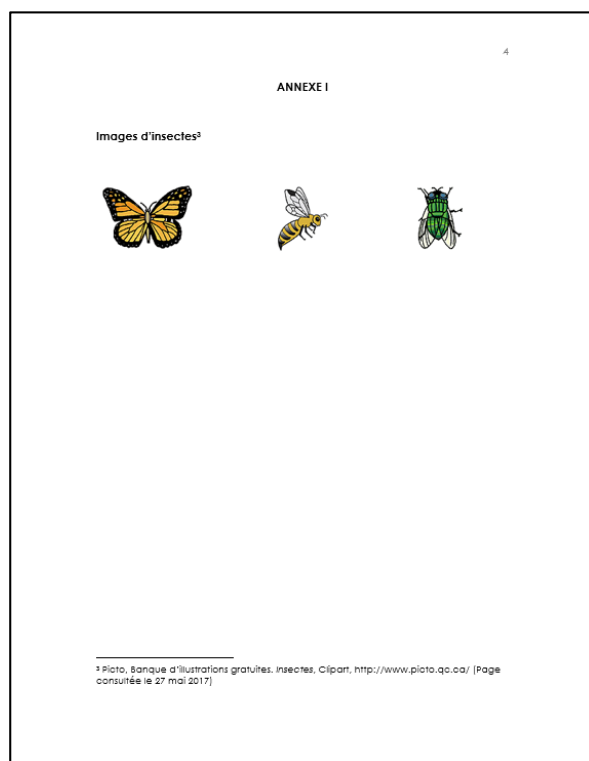 4
ANNEXE I
Images d'insectes³
³ Picto, Banque d'illustrations gratuites. Insectes, Clipart, http://www.picto.qc.ca/ (Page
consultée le 27 mai 2017)